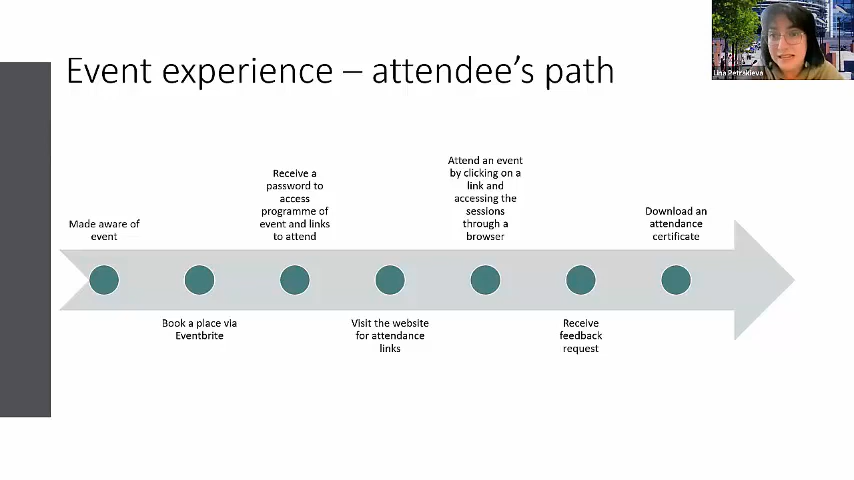 Event experience – attendee's path
Lina Petrakieva
Made aware of
event
Book a place via
Eventbrite
Receive a
password to
access
programme of
event and links
to attend
Visit the website
for attendance
links
Attend an event
by clicking on a
link and
accessing the
sessions
through a
browser
Receive
feedback
request
Download an
attendance
certificate